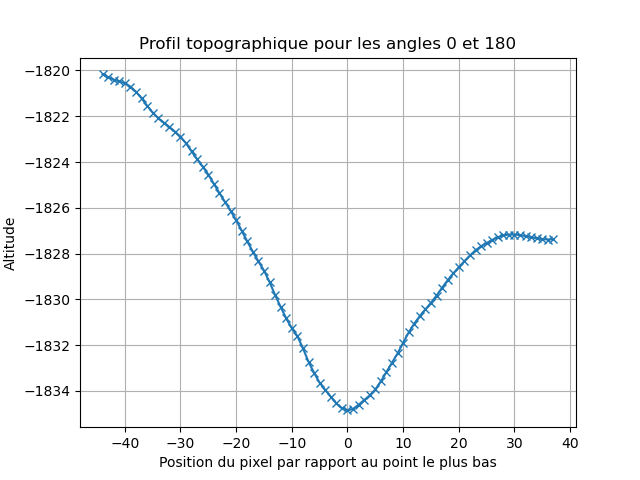 Profil topographique pour les angles 0 et 180
−1820
−1822
−1824
−1826
−1828
−1830
−1832
−1834
Altitude
−40 −30 −20 −10 0 10 20 30 40
Position du pixel par rapport au point le plus bas